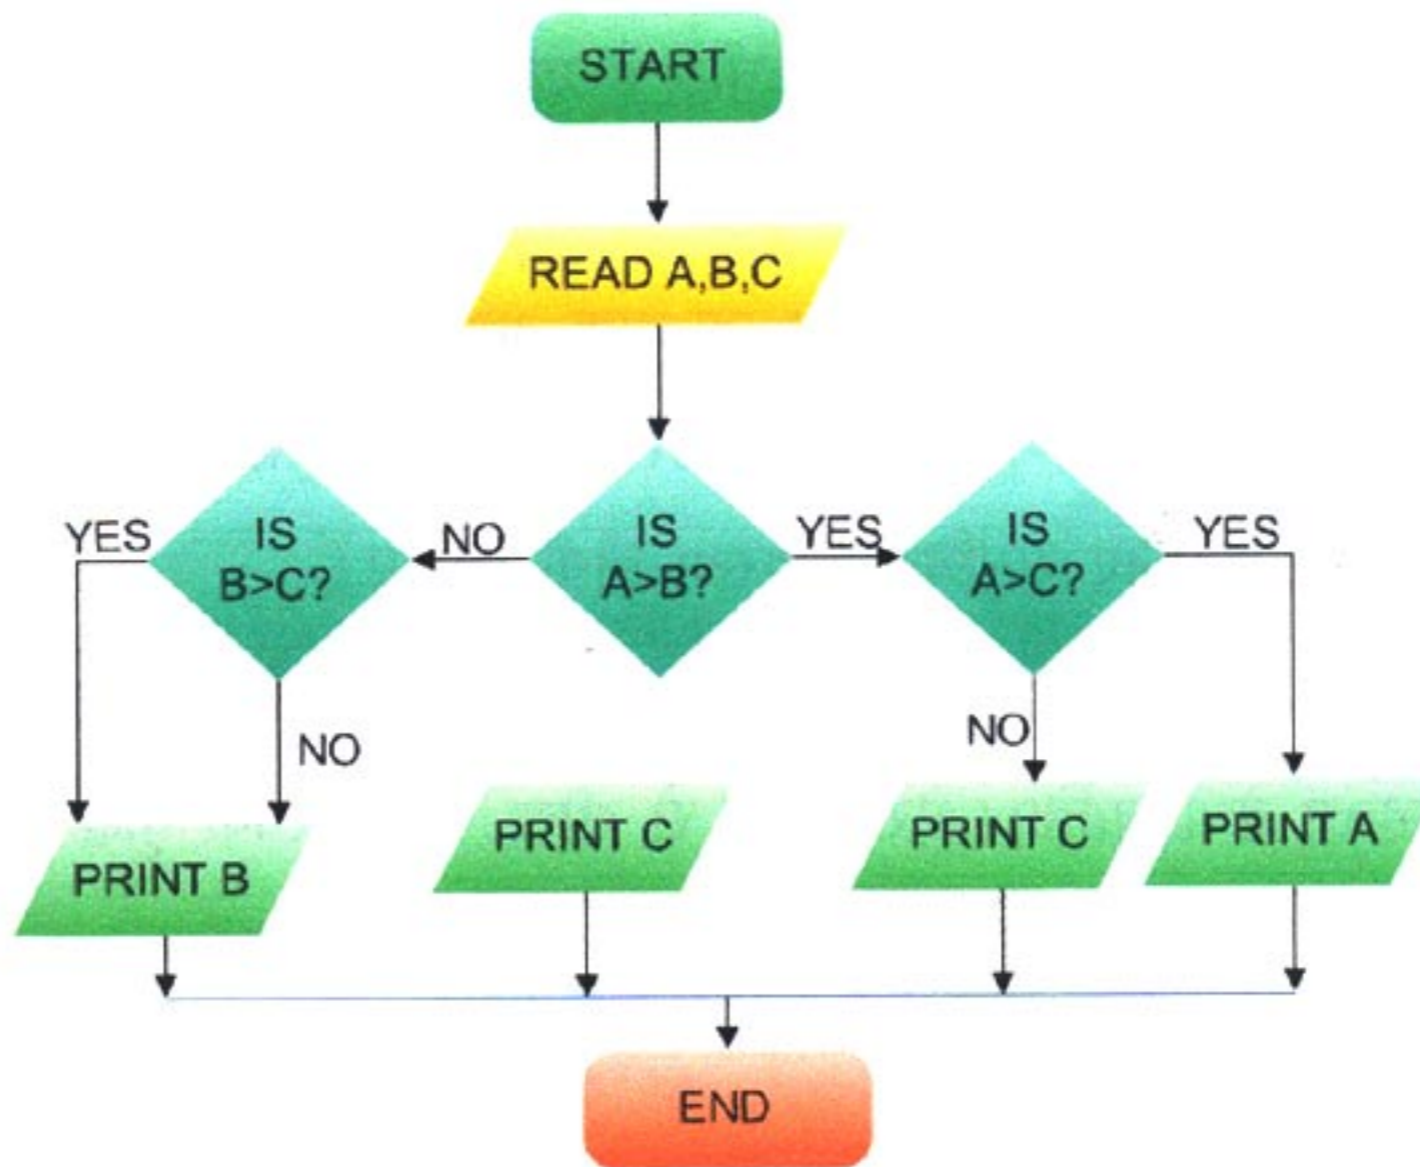 START
READ A,B,C
YES
IS
B>C?
NO
IS
A>B?
YES
IS
A>C?
YES
NO
NO
PRINT B
PRINT C
PRINT C
PRINT A
END